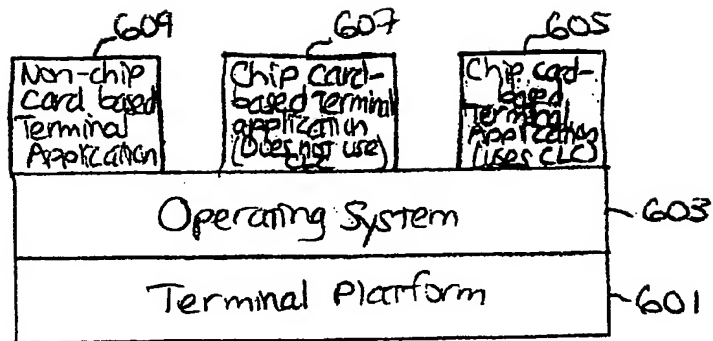 609
607
605
Non-chip
Card based
Terminal
Application
Chip card-
based terminal
application
(Does not use)
CLC
Chip card-
based
Terminal
Application
(uses CLC)
Operating System
603
Terminal Platform
601